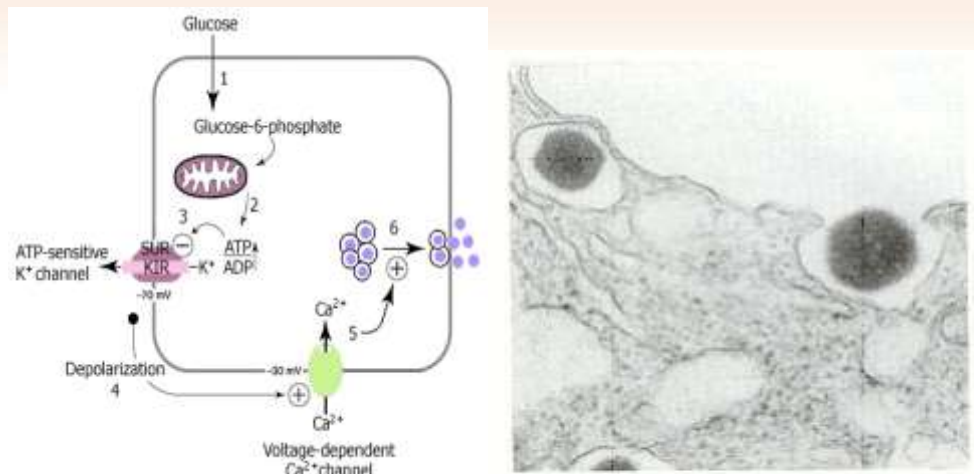 Glucose
1
Glucose-6-phosphate
2
3
6
ATP-sensitive
K+ channel
SUR
KIR
K+
ATP
ADP
-70 mV
Ca2+
5
Depolarization
4
-30 mV
Ca2+
Voltage-dependent
Ca2+channel